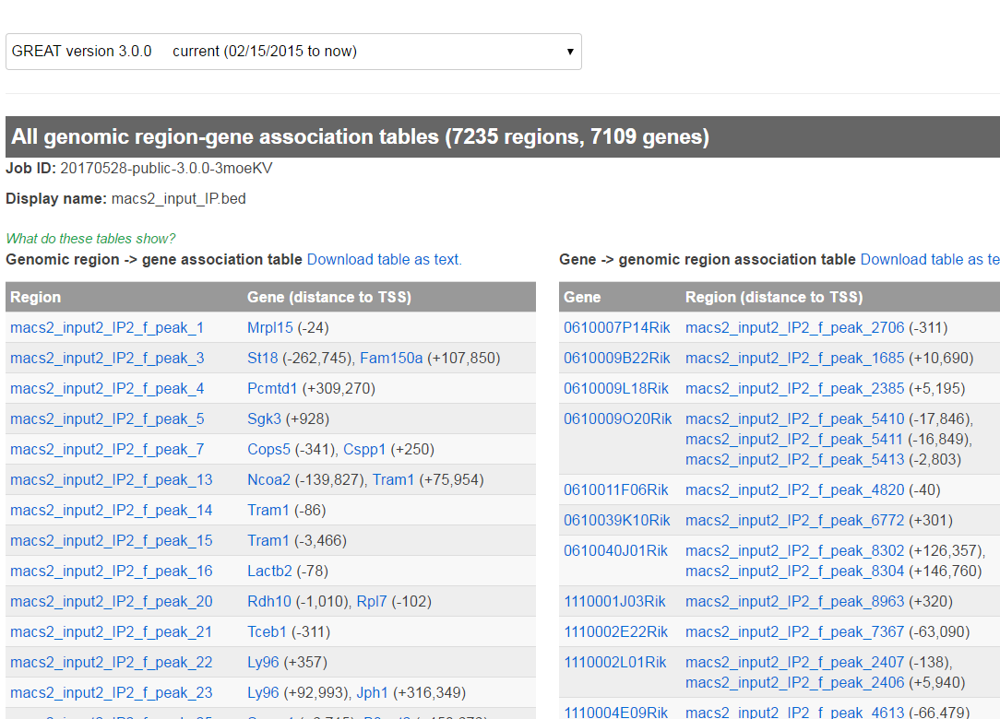 GREAT version 3.0.0 current (02/15/2015 to now)
All genomic region-gene association tables (7235 regions, 7109 genes)
Job ID: 20170528-public-3.0.0-3moeKV
Display name: macs2_input_IP.bed
What do these tables show?
Genomic region -> gene association table Download table as text.
Region Gene (distance to TSS)
macs2_input2_IP2_f_peak_1 Mrpl15 (-24)
macs2_input2_IP2_f_peak_3 St18 (-262,745), Fam150a (+107,850)
macs2_input2_IP2_f_peak_4 Pcmtd1 (+309,270)
macs2_input2_IP2_f_peak_5 Sgk3 (+928)
macs2_input2_IP2_f_peak_7 Cops5 (-341), Cspp1 (+250)
macs2_input2_IP2_f_peak_13 Ncoa2 (-139,827), Tram1 (+75,954)
macs2_input2_IP2_f_peak_14 Tram1 (-86)
macs2_input2_IP2_f_peak_15 Tram1 (-3,466)
macs2_input2_IP2_f_peak_16 Lactb2 (-78)
macs2_input2_IP2_f_peak_20 Rdh10 (-1,010), Rpl7 (-102)
macs2_input2_IP2_f_peak_21 Tceb1 (-311)
macs2_input2_IP2_f_peak_22 Ly96 (+357)
macs2_input2_IP2_f_peak_23 Ly96 (+92,993), Jph1 (+316,349)
Gene -> genomic region association table Download table as te
Gene Region (distance to TSS)
0610007P14Rik macs2_input2_IP2_f_peak_2706 (-311)
0610009B22Rik macs2_input2_IP2_f_peak_1685 (+10,690)
0610009L18Rik macs2_input2_IP2_f_peak_2385 (+5,195)
0610009O20Rik macs2_input2_IP2_f_peak_5410 (-17,846),
macs2_input2_IP2_f_peak_5411 (-16,849),
macs2_input2_IP2_f_peak_5413 (-2,803)
0610011F06Rik macs2_input2_IP2_f_peak_4820 (-40)
0610039K10Rik macs2_input2_IP2_f_peak_6772 (+301)
0610040J01Rik macs2_input2_IP2_f_peak_8302 (+126,357),
macs2_input2_IP2_f_peak_8304 (+146,760)
1110001J03Rik macs2_input2_IP2_f_peak_8963 (+320)
1110002E22Rik macs2_input2_IP2_f_peak_7367 (-63,090)
1110002L01Rik macs2_input2_IP2_f_peak_2407 (-138),
macs2_input2_IP2_f_peak_2406 (+5,940)
1110004E09Rik macs2_input2_IP2_f_peak_4613 (-66,479)